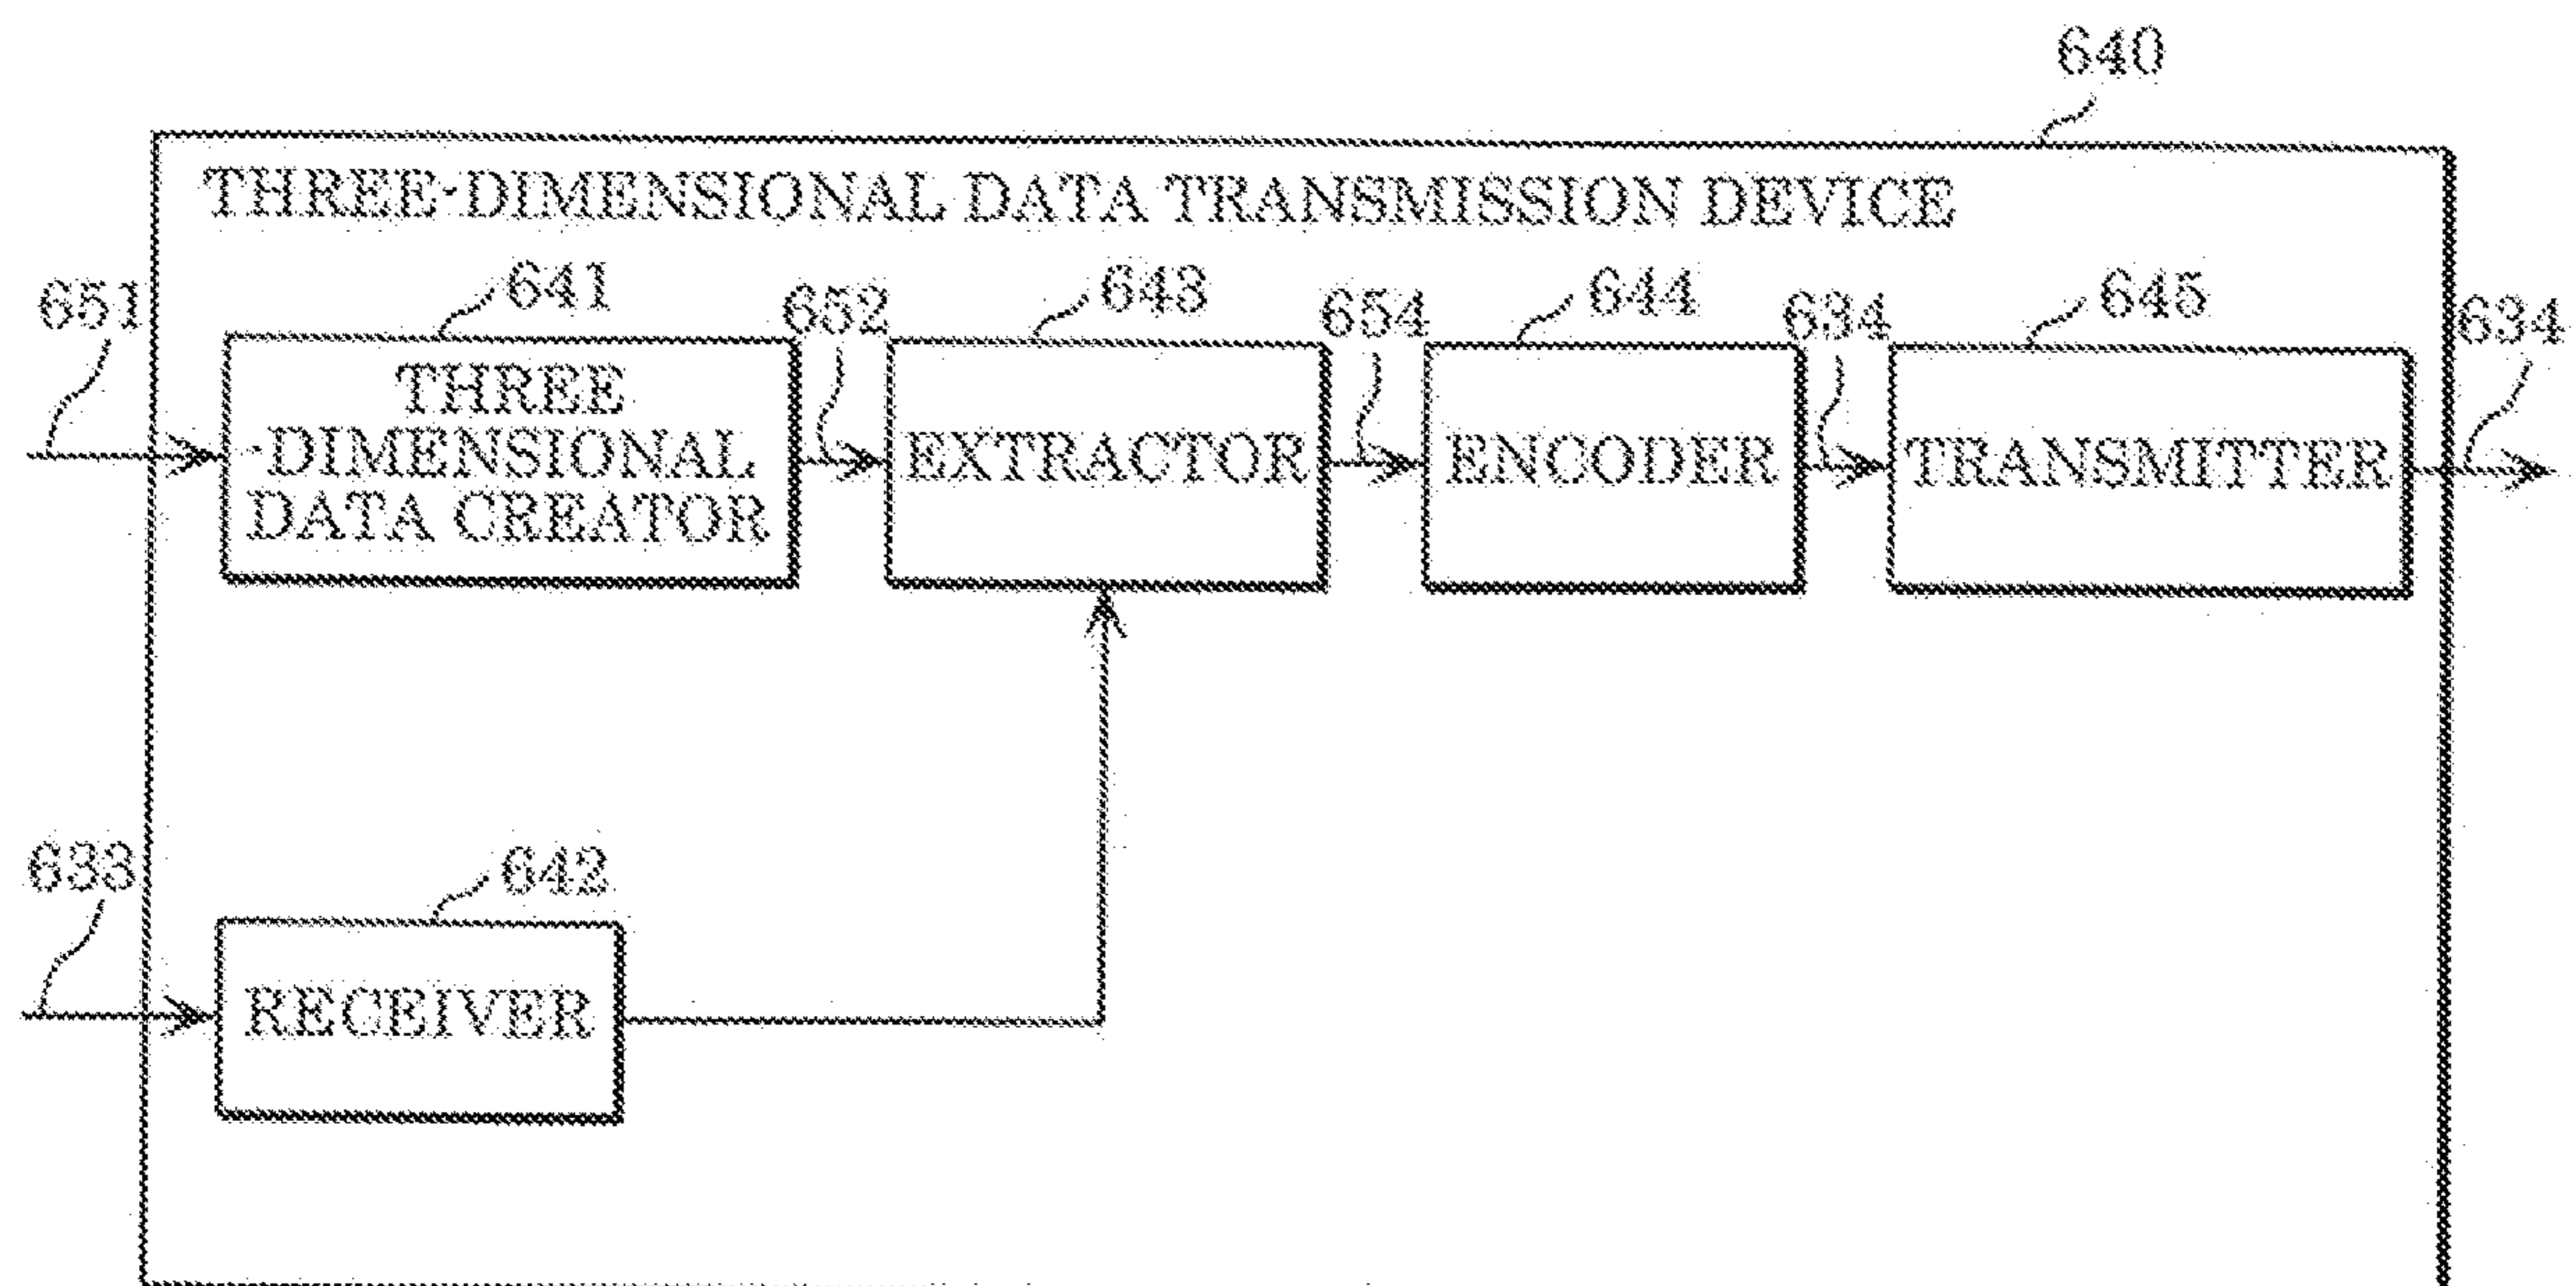 640
THREE-DIMENSIONAL DATA TRANSMISSION DEVICE
651
641
652
643
654
644
634
645
634
THREE
-DIMENSIONAL
DATA CREATOR
EXTRACTOR
ENCODER
TRANSMITTER
633
642
RECEIVER